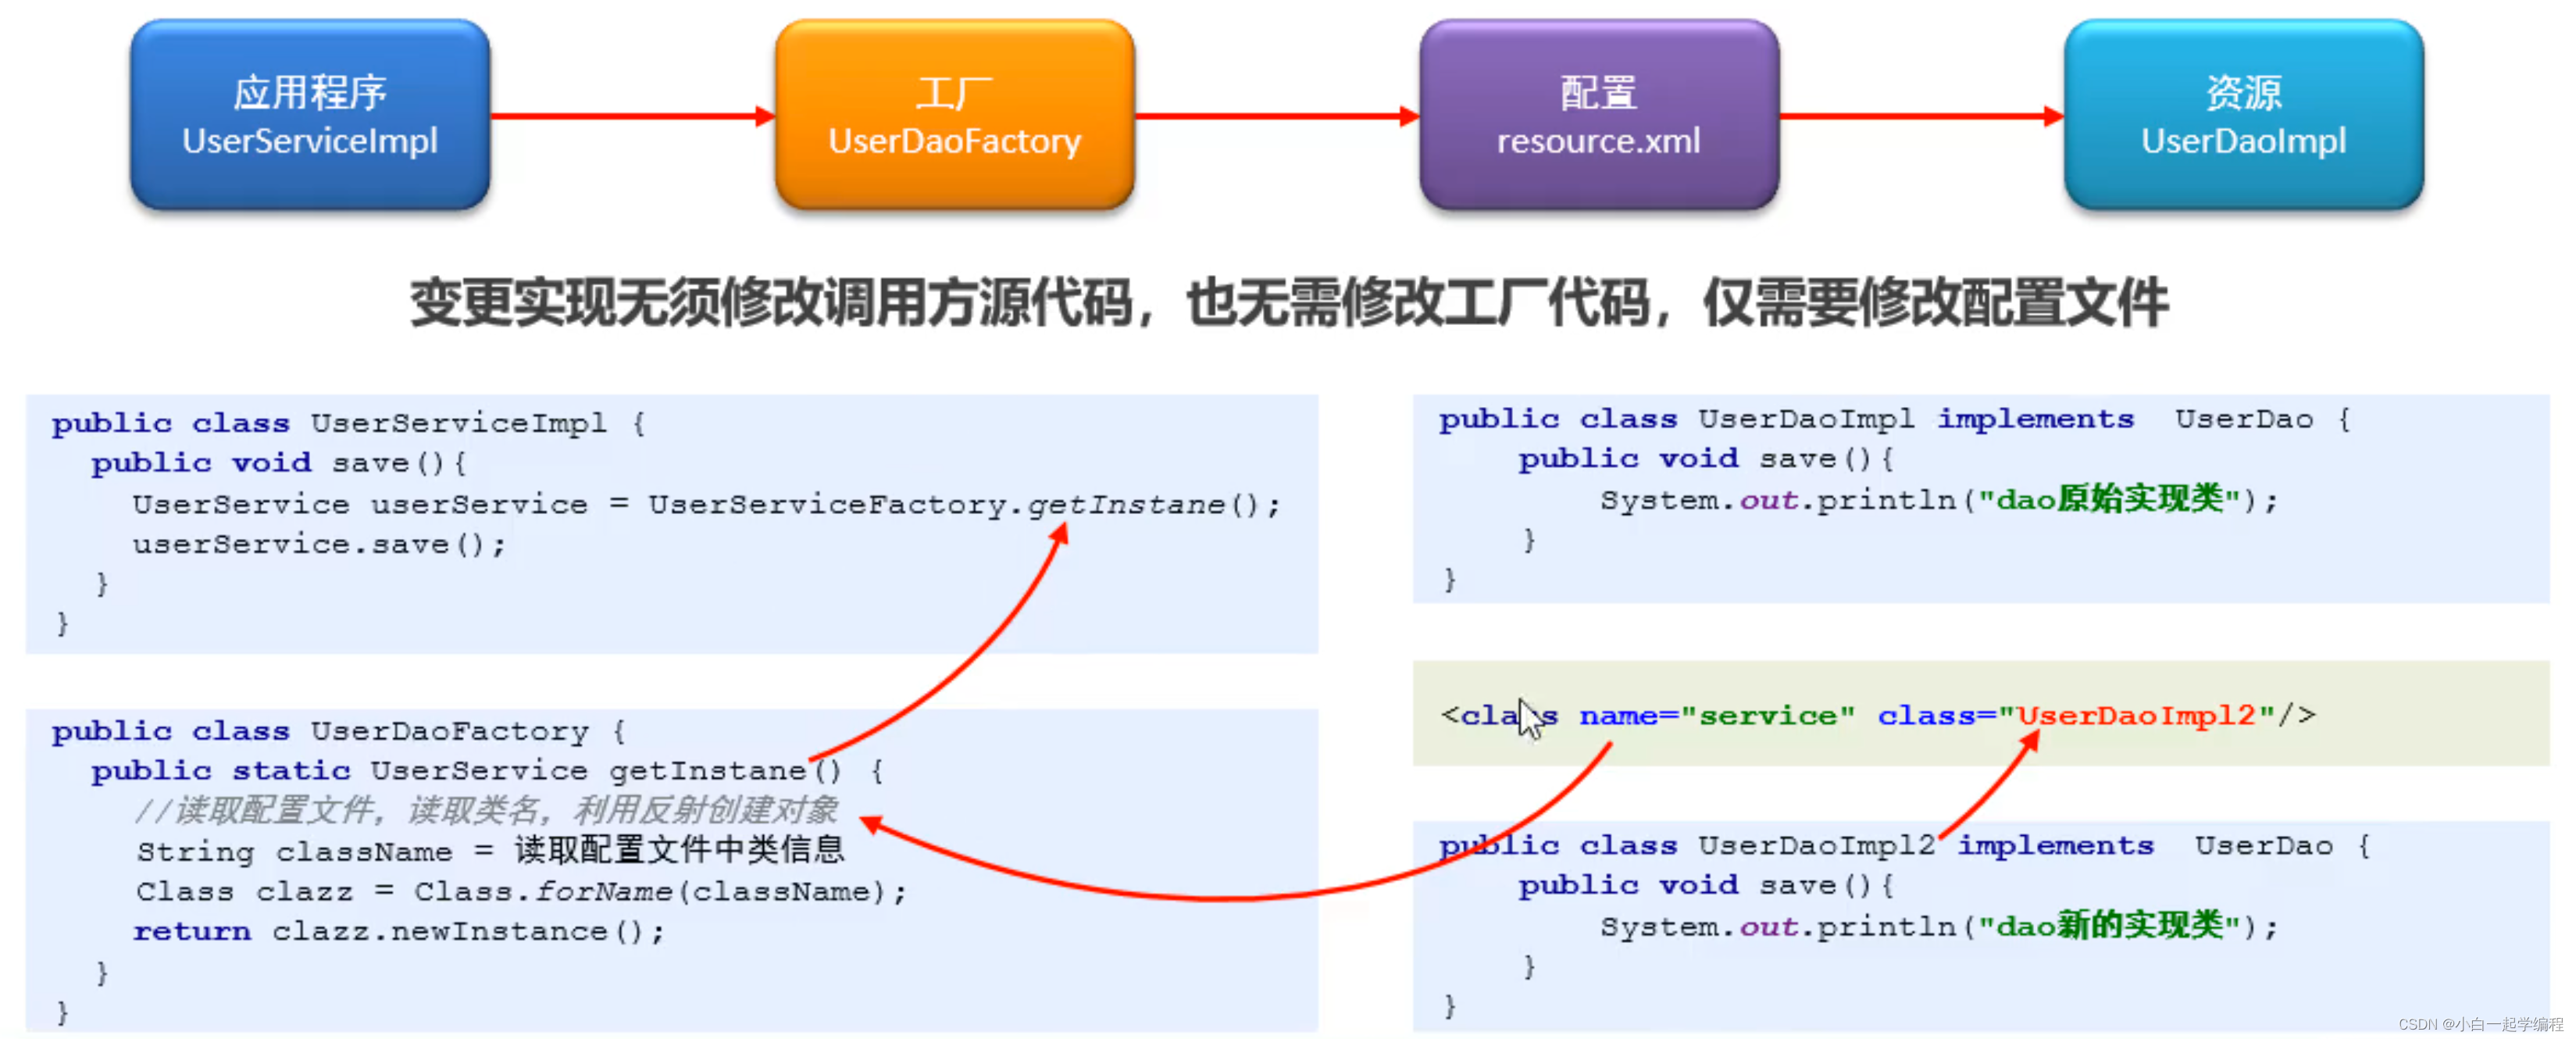 应用程序
UserServiceImpl
工厂
UserDaoFactory
配置
resource.xml
资源
UserDaoImpl
变更实现无须修改调用方源代码，也无需修改工厂代码，仅需要修改配置文件
public class UserServiceImpl {
public void save(){
UserService userService = UserServiceFactory.getInstane();
userService.save();
}
}
public class UserDaoFactory {
public static UserService getInstane() {
//读取配置文件，读取类名，利用反射创建对象
String className = 读取配置文件中类信息
Class clazz = Class.forName(className);
return clazz.newInstance();
}
}
public class UserDaoImpl implements UserDao {
public void save(){
System.out.println("dao原始实现类");
}
}
<class name="service" class="UserDaoImpl2"/>
public class UserDaoImpl2 implements UserDao {
public void save(){
System.out.println("dao新的实现类");
}
}
CSDN @小白一起学编程